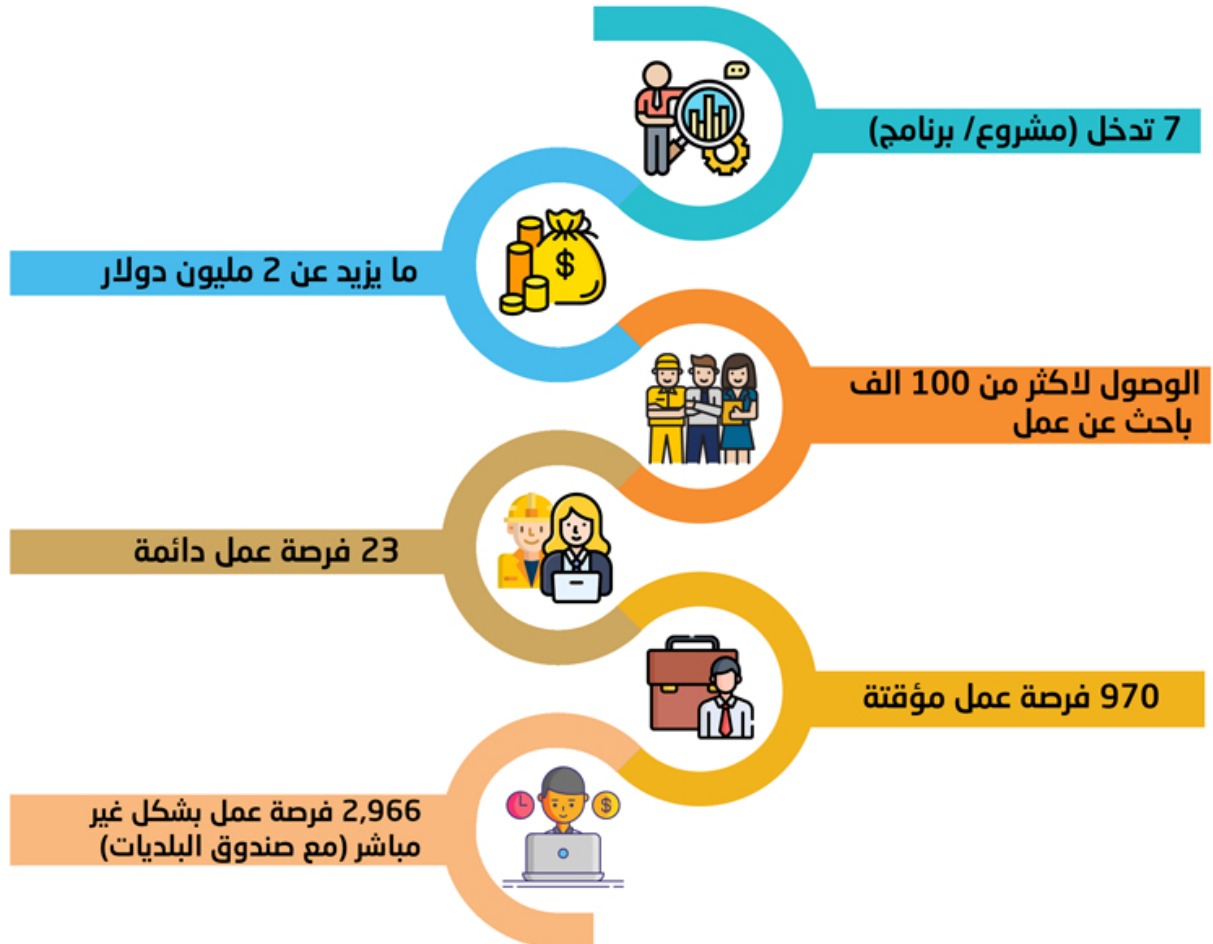 7 تدخل (مشروع/ برنامج)
ما يزيد عن 2 مليون دولار
الوصول لاكثر من 100 الف
باحث عن عمل
23 فرصة عمل دائمة
970 فرصة عمل مؤقتة
2,966 فرصة عمل بشكل غير
مباشر (مع صندوق البلديات)